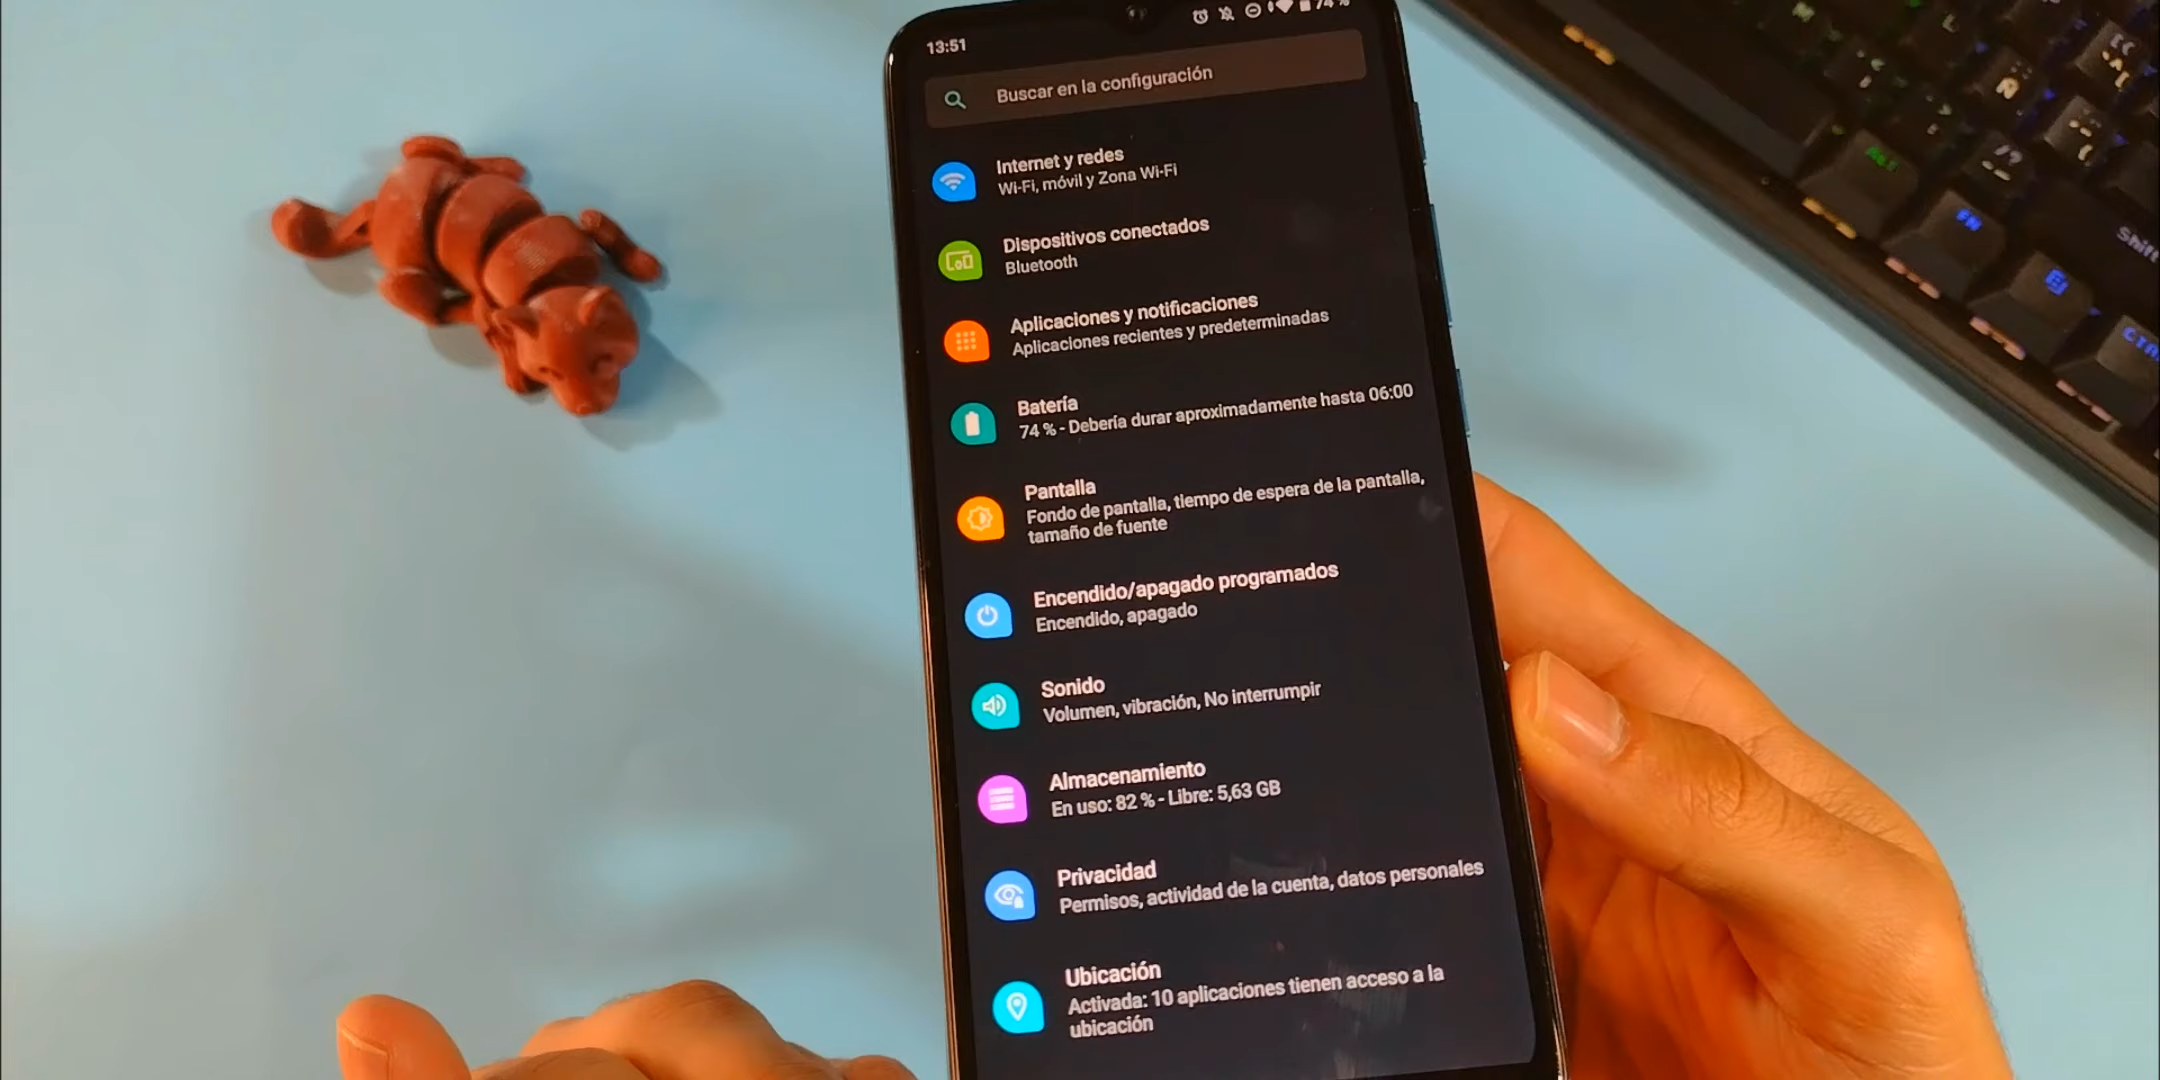 13:51
74 %
Buscar en la configuración
Internet y redes
Wi-Fi, móvil y Zona Wi-Fi
Dispositivos conectados
Bluetooth
Aplicaciones y notificaciones
Aplicaciones recientes y predeterminadas
Batería
74 % - Debería durar aproximadamente hasta 06:00
Pantalla
Fondo de pantalla, tiempo de espera de la pantalla,
tamaño de fuente
Encendido/apagado programados
Encendido, apagado
Sonido
Volumen, vibración, No interrumpir
Almacenamiento
En uso: 82 % - Libre: 5,63 GB
Privacidad
Permisos, actividad de la cuenta, datos personales
Ubicación
Activada: 10 aplicaciones tienen acceso a la
ubicación
M
L
Alt
FN
Shift